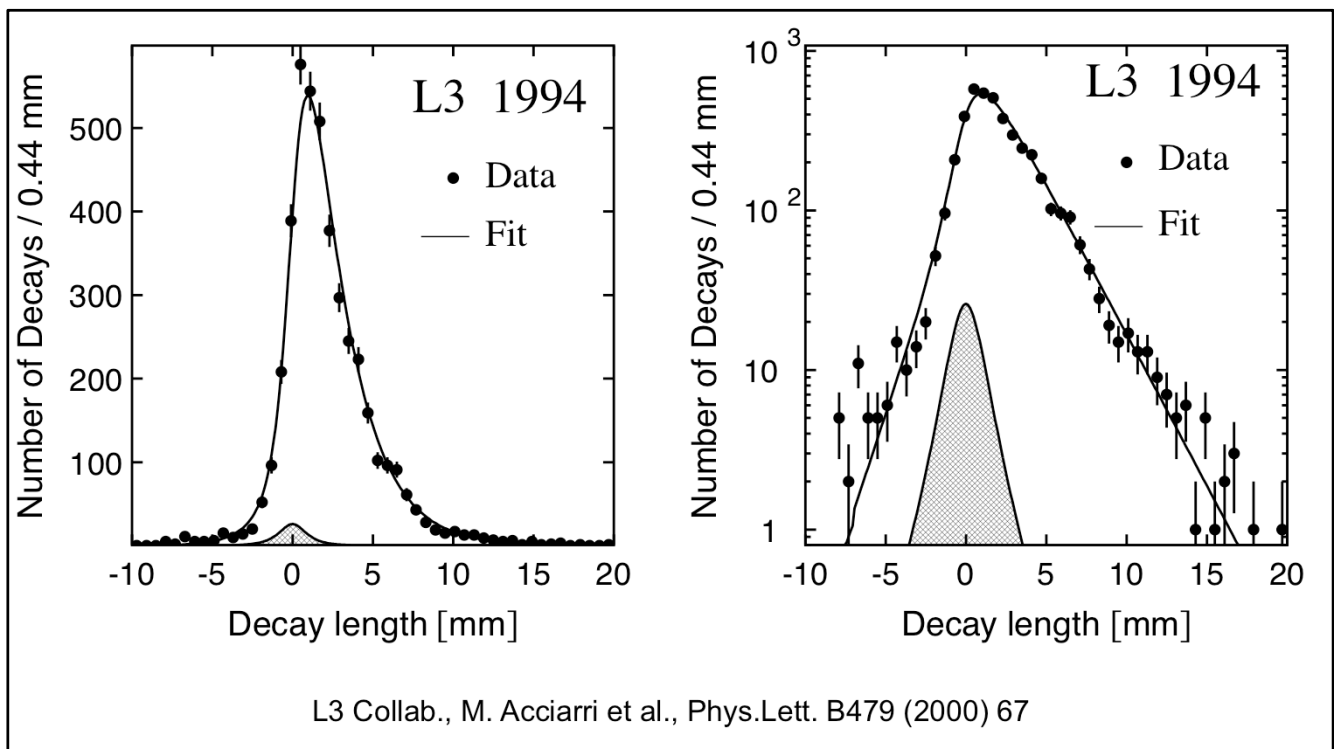 Number of Decays / 0.44 mm
500
400
300
200
100
-10
-5
0
5
10
15
20
Decay length [mm]
L3 1994
Data
Fit
Number of Decays / 0.44 mm
10 3
10 2
10
1
-10
-5
0
5
10
15
20
Decay length [mm]
L3 1994
Data
Fit
L3 Collab., M. Acciarri et al., Phys.Lett. B479 (2000) 67